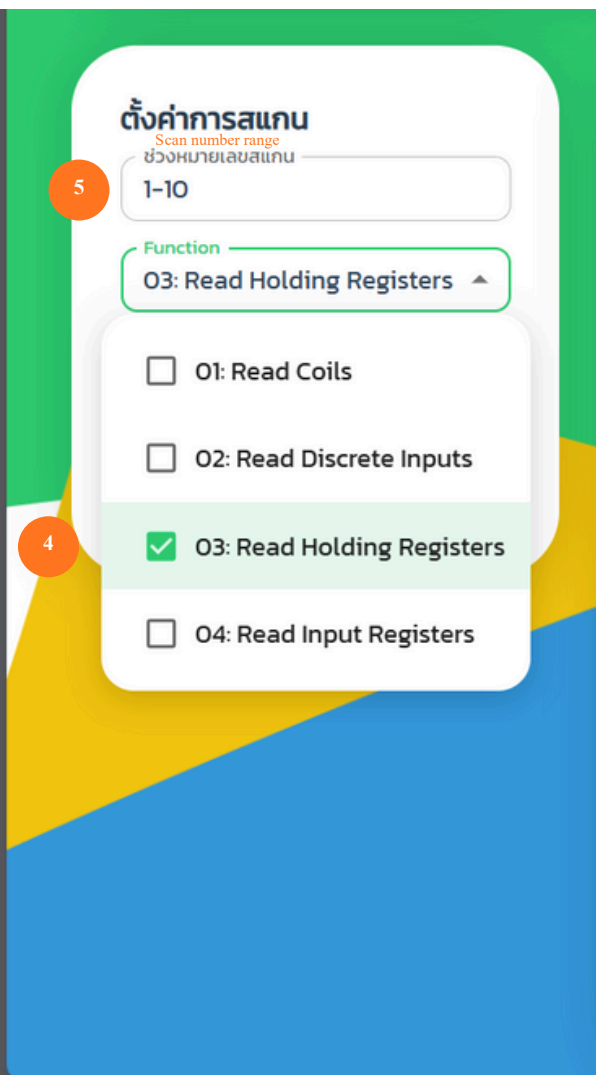 ตั้งค่าการสแกน
Scan number range
ช่วงหมายเลขสแกน
5
1-10
Function
03: Read Holding Registers
01: Read Coils
02: Read Discrete Inputs
4
03: Read Holding Registers
04: Read Input Registers